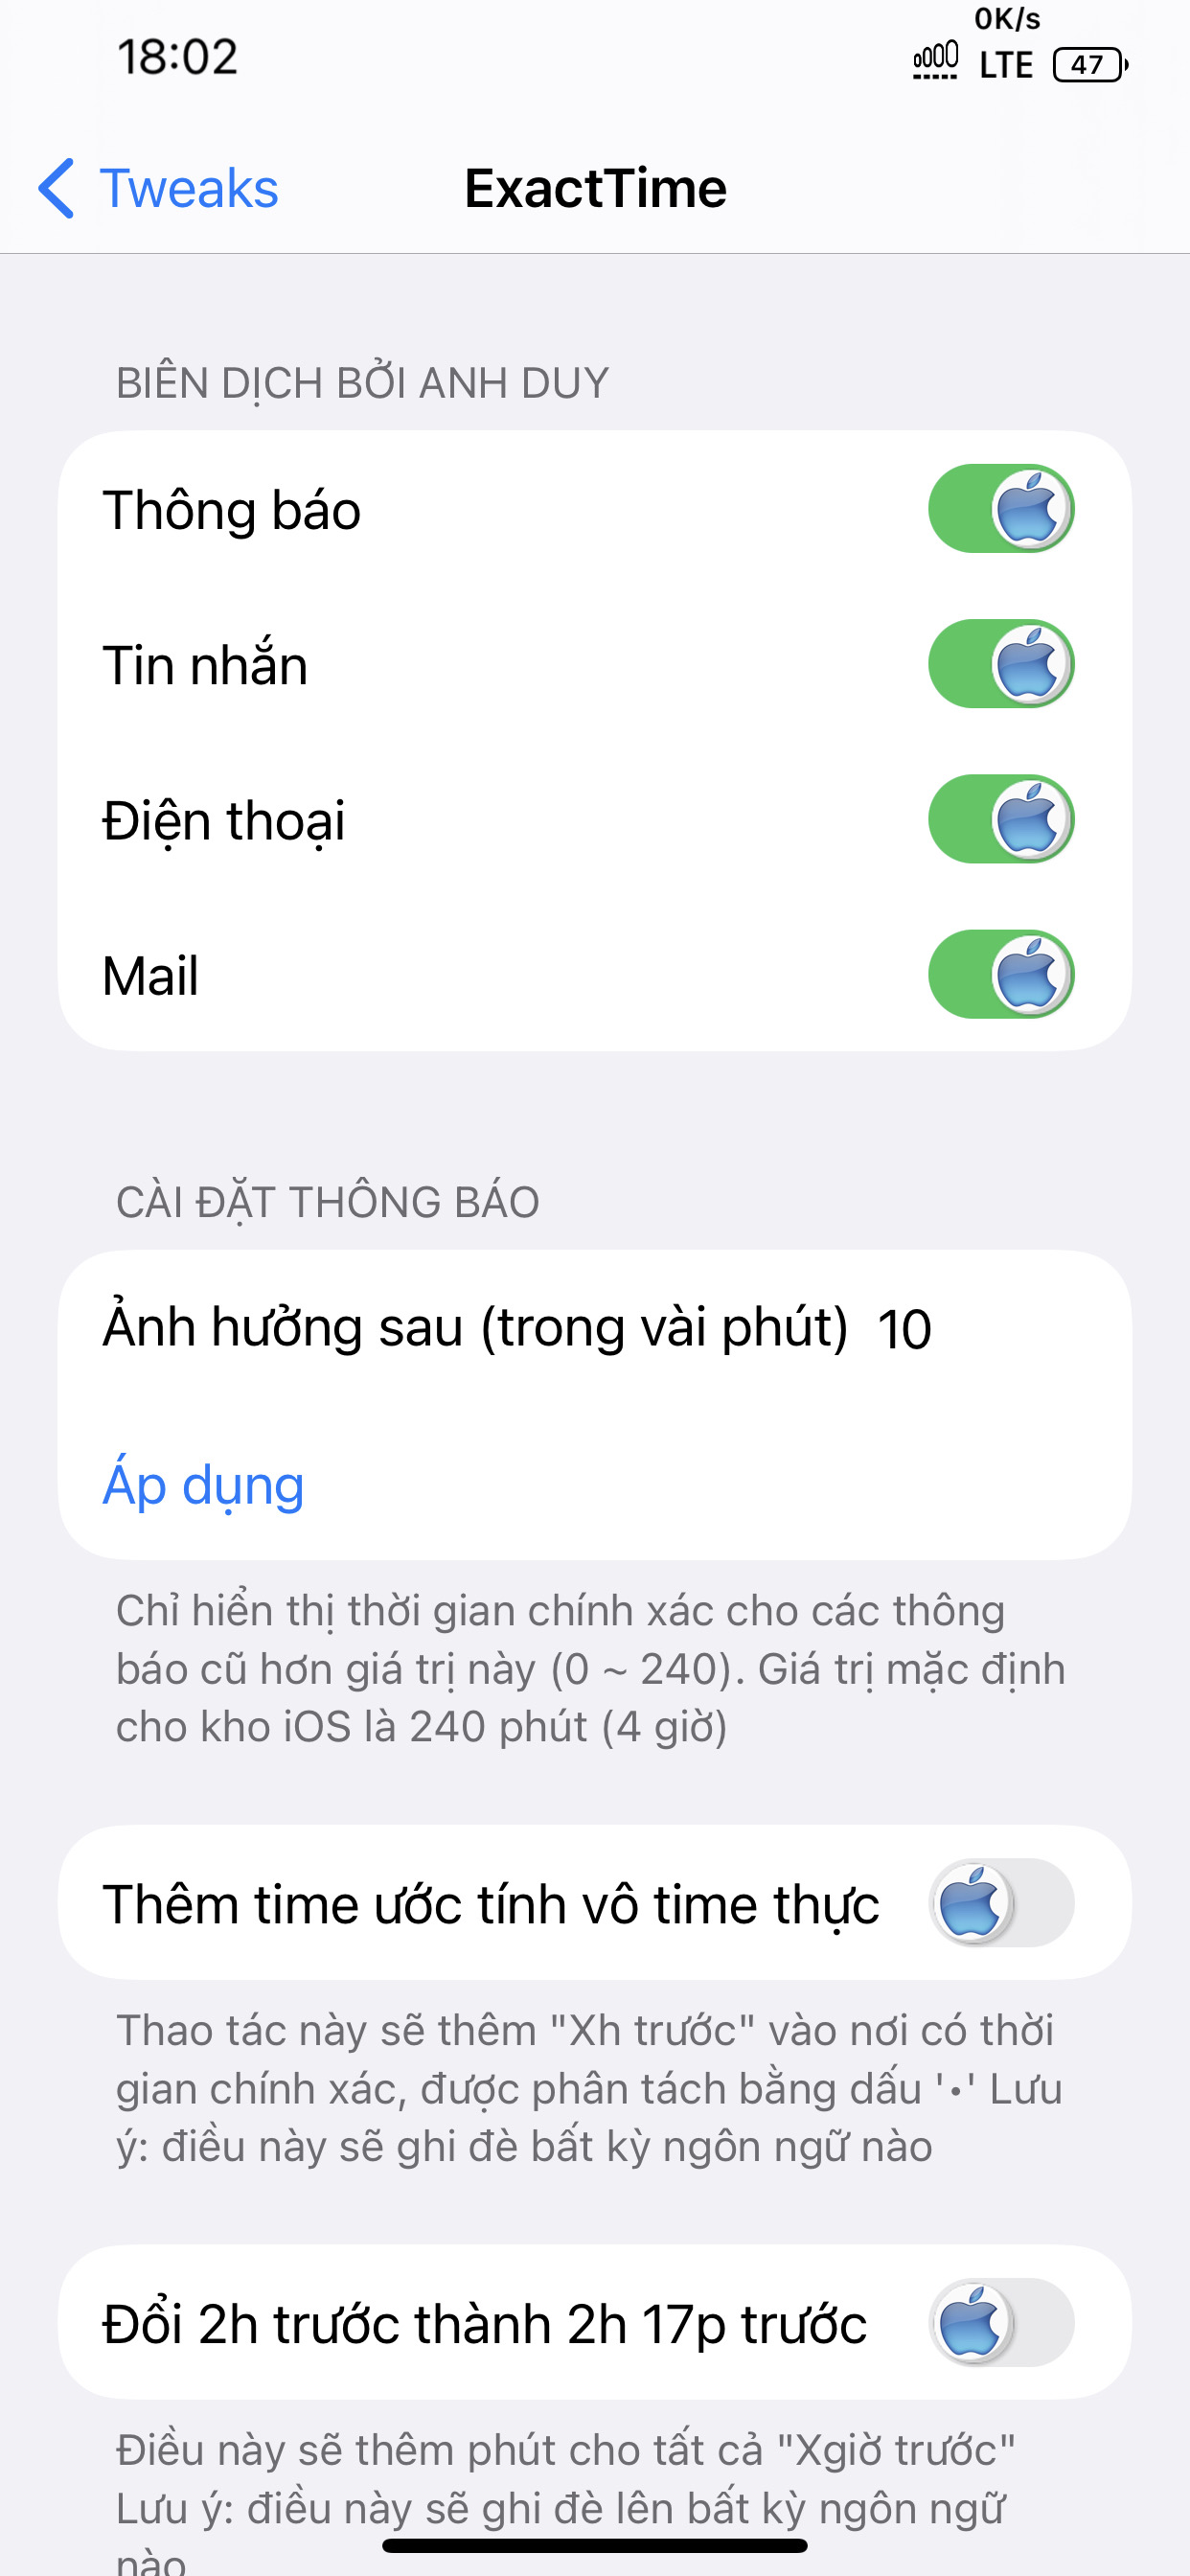 0K/s
18:02
LTE 47
Tweaks
ExactTime
BIÊN DỊCH BỞI ANH DUY
Thông báo
Tin nhắn
Điện thoại
Mail
CÀI ĐẶT THÔNG BÁO
Ảnh hưởng sau (trong vài phút) 10
Áp dụng
Chỉ hiển thị thời gian chính xác cho các thông
báo cũ hơn giá trị này (0 ~ 240). Giá trị mặc định
cho kho iOS là 240 phút (4 giờ)
Thêm time ước tính vô time thực
Thao tác này sẽ thêm "Xh trước" vào nơi có thời
gian chính xác, được phân tách bằng dấu '•' Lưu
ý: điều này sẽ ghi đè bất kỳ ngôn ngữ nào
Đổi 2h trước thành 2h 17p trước
Điều này sẽ thêm phút cho tất cả "Xgiờ trước"
Lưu ý: điều này sẽ ghi đè lên bất kỳ ngôn ngữ
nào